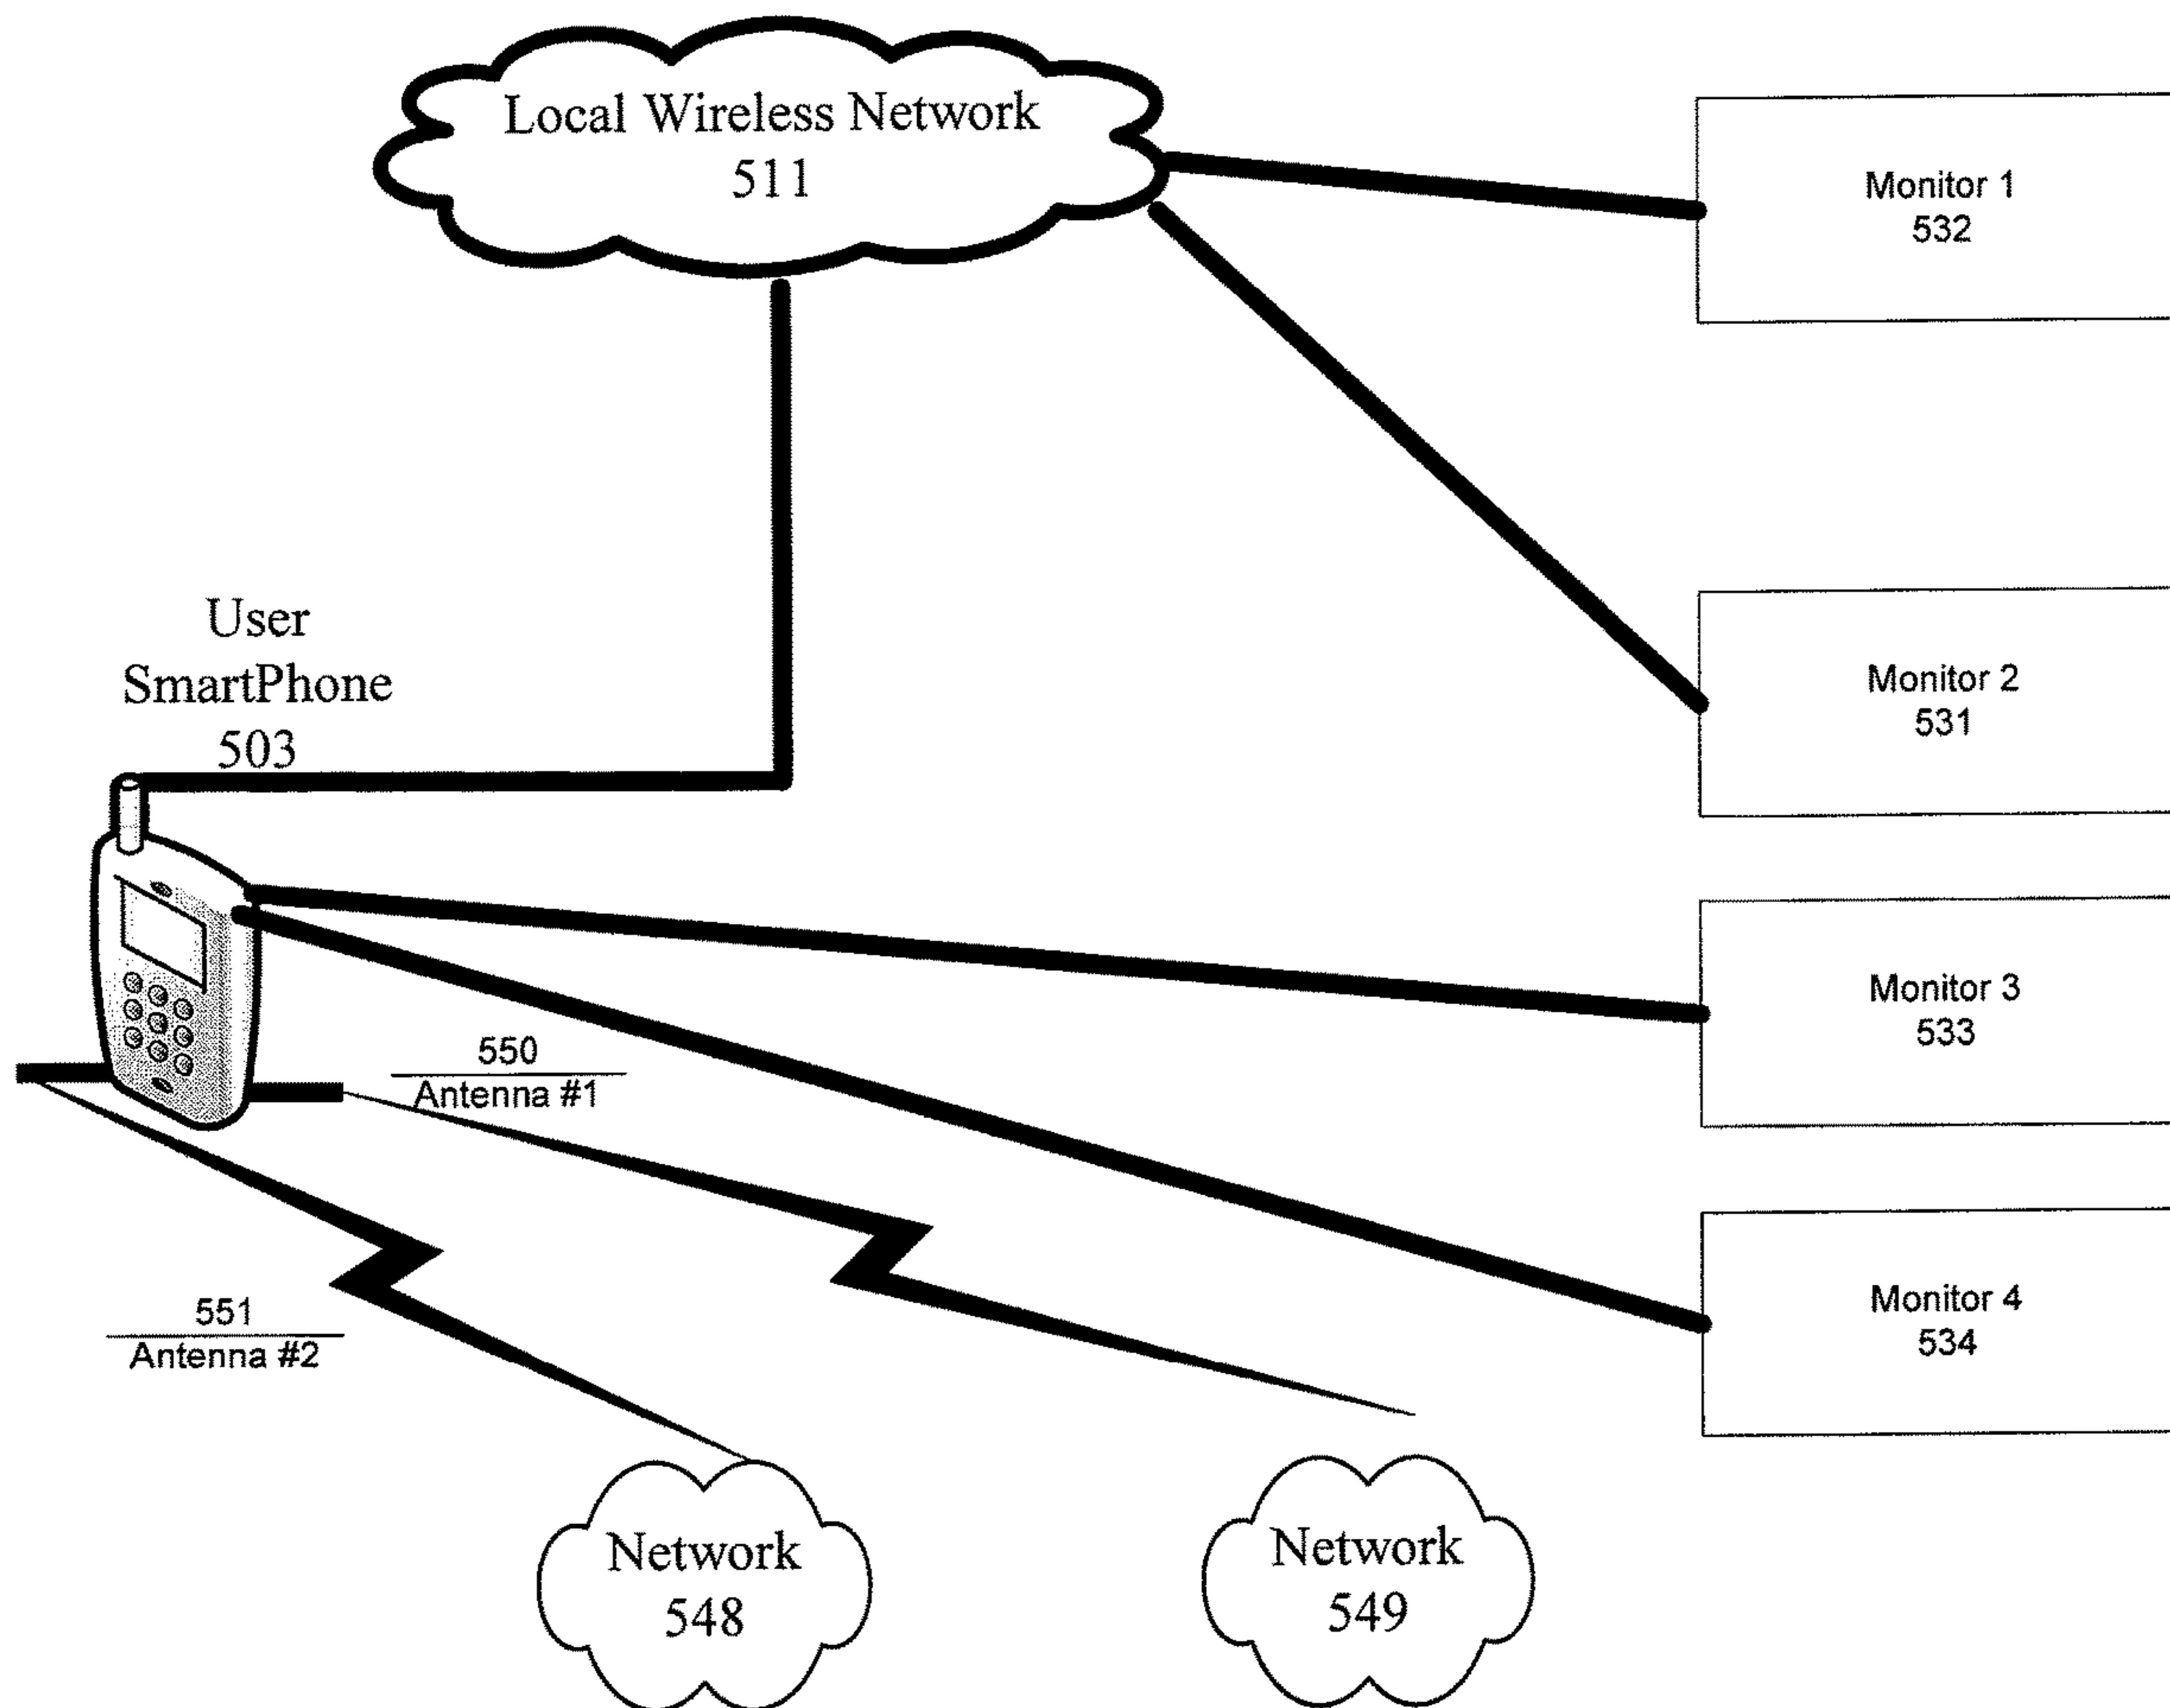 Local Wireless Network
511
Monitor 1
532
User
SmartPhone
503
Monitor 2
531
Monitor 3
533
550
Antenna #1
551
Antenna #2
Monitor 4
534
Network
548
Network
549